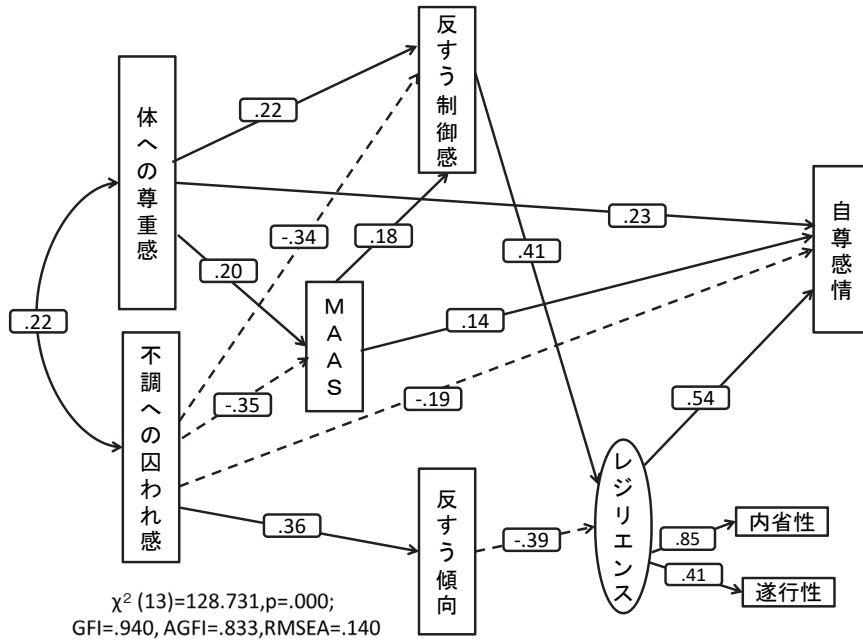 反すう制御感
体への尊重感
.22
自尊感情
.23
-.34
.18
.20
.41
MAAS
.22
.14
不調への囚われ感
-.35
-.19
.54
レジリエンス
反すう傾向
.36
-.39
内省性
.85
.41
遂行性
χ² (13)=128.731,p=.000;
GFI=.940, AGFI=.833,RMSEA=.140